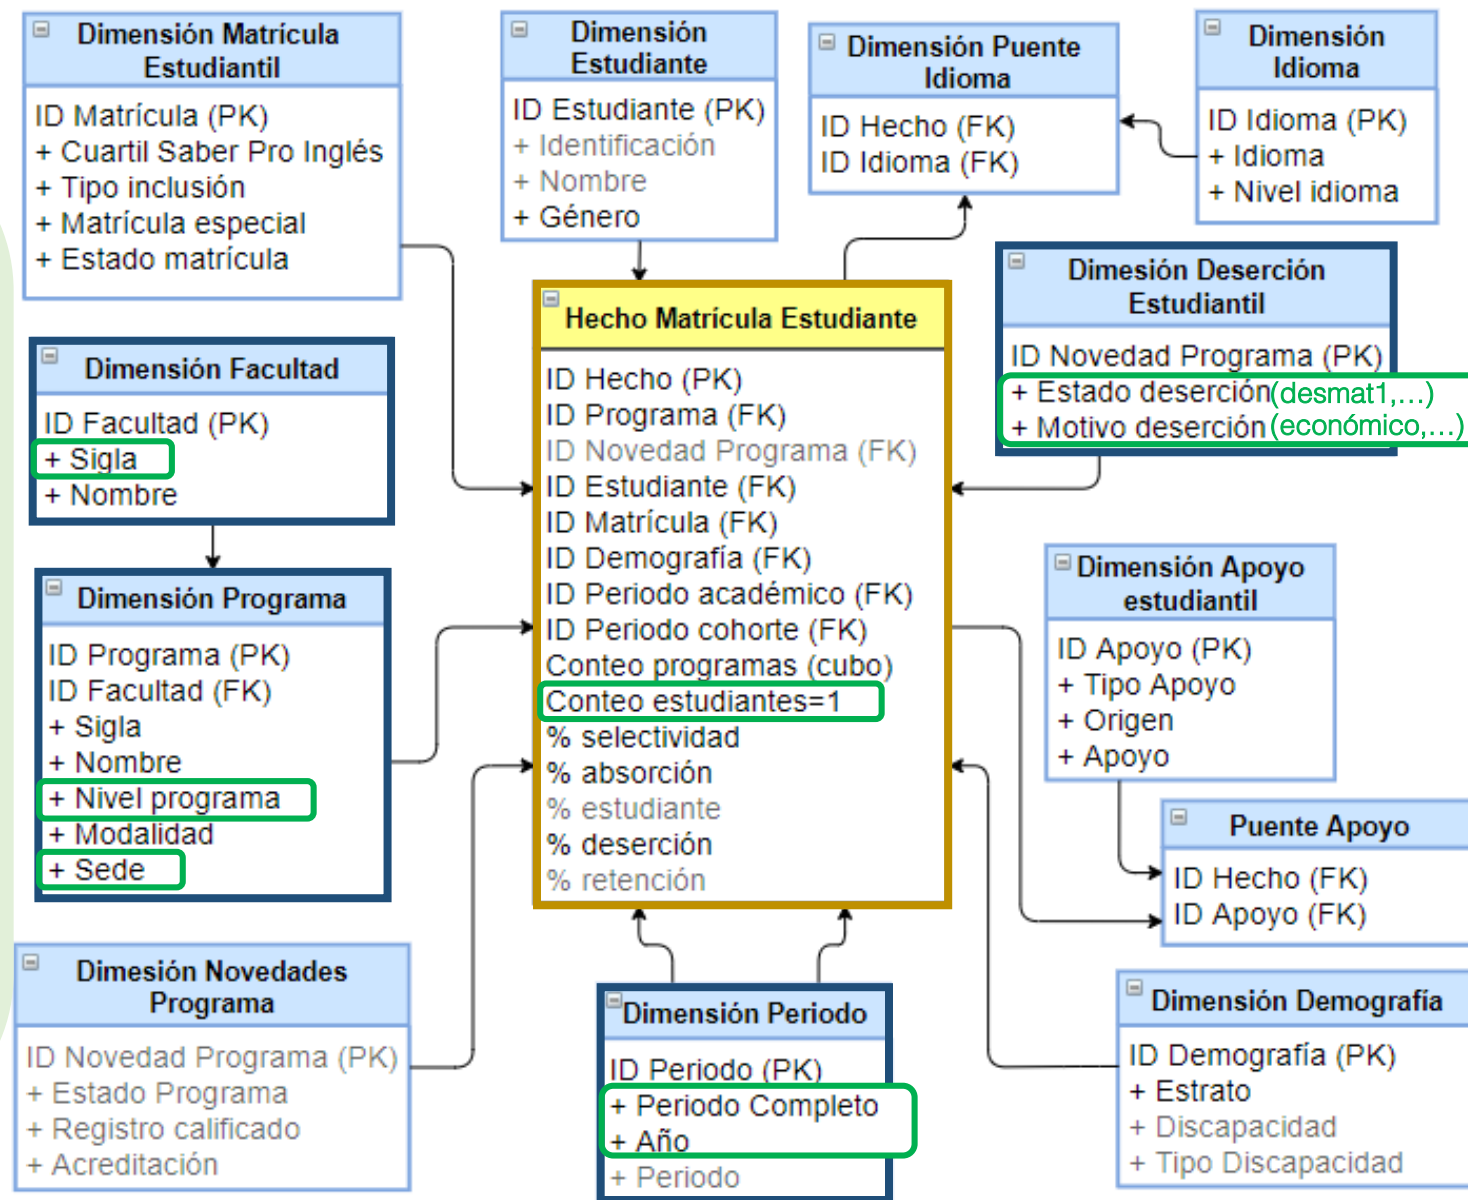 Dimensión Matrícula
Estudiantil
ID Matrícula (PK)
+ Cuartil Saber Pro Inglés
+ Tipo inclusión
+ Matrícula especial
+ Estado matrícula
Dimensión
Estudiante
ID Estudiante (PK)
+ Identificación
+ Nombre
+ Género
Dimensión Puente
Idioma
ID Hecho (FK)
ID Idioma (FK)
Dimensión
Idioma
ID Idioma (PK)
+ Idioma
+ Nivel idioma
Dimesión Deserción
Estudiantil
ID Novedad Programa (PK)
+ Estado deserción (desmat1,...)
+ Motivo deserción (económico,...)
Dimensión Facultad
ID Facultad (PK)
+ Sigla
+ Nombre
Hecho Matrícula Estudiante
ID Hecho (PK)
ID Programa (FK)
ID Novedad Programa (FK)
ID Estudiante (FK)
ID Matrícula (FK)
ID Demografía (FK)
ID Periodo académico (FK)
ID Periodo cohorte (FK)
Conteo programas (cubo)
Conteo estudiantes=1
% selectividad
% absorción
% estudiante
% deserción
% retención
Dimensión Programa
ID Programa (PK)
ID Facultad (FK)
+ Sigla
+ Nombre
+ Nivel programa
+ Modalidad
+ Sede
Dimensión Apoyo
estudiantil
ID Apoyo (PK)
+ Tipo Apoyo
+ Origen
+ Apoyo
Puente Apoyo
ID Hecho (FK)
ID Apoyo (FK)
Dimesión Novedades
Programa
ID Novedad Programa (PK)
+ Estado Programa
+ Registro calificado
+ Acreditación
Dimensión Periodo
ID Periodo (PK)
+ Periodo Completo
+ Año
+ Periodo
Dimensión Demografía
ID Demografía (PK)
+ Estrato
+ Discapacidad
+ Tipo Discapacidad